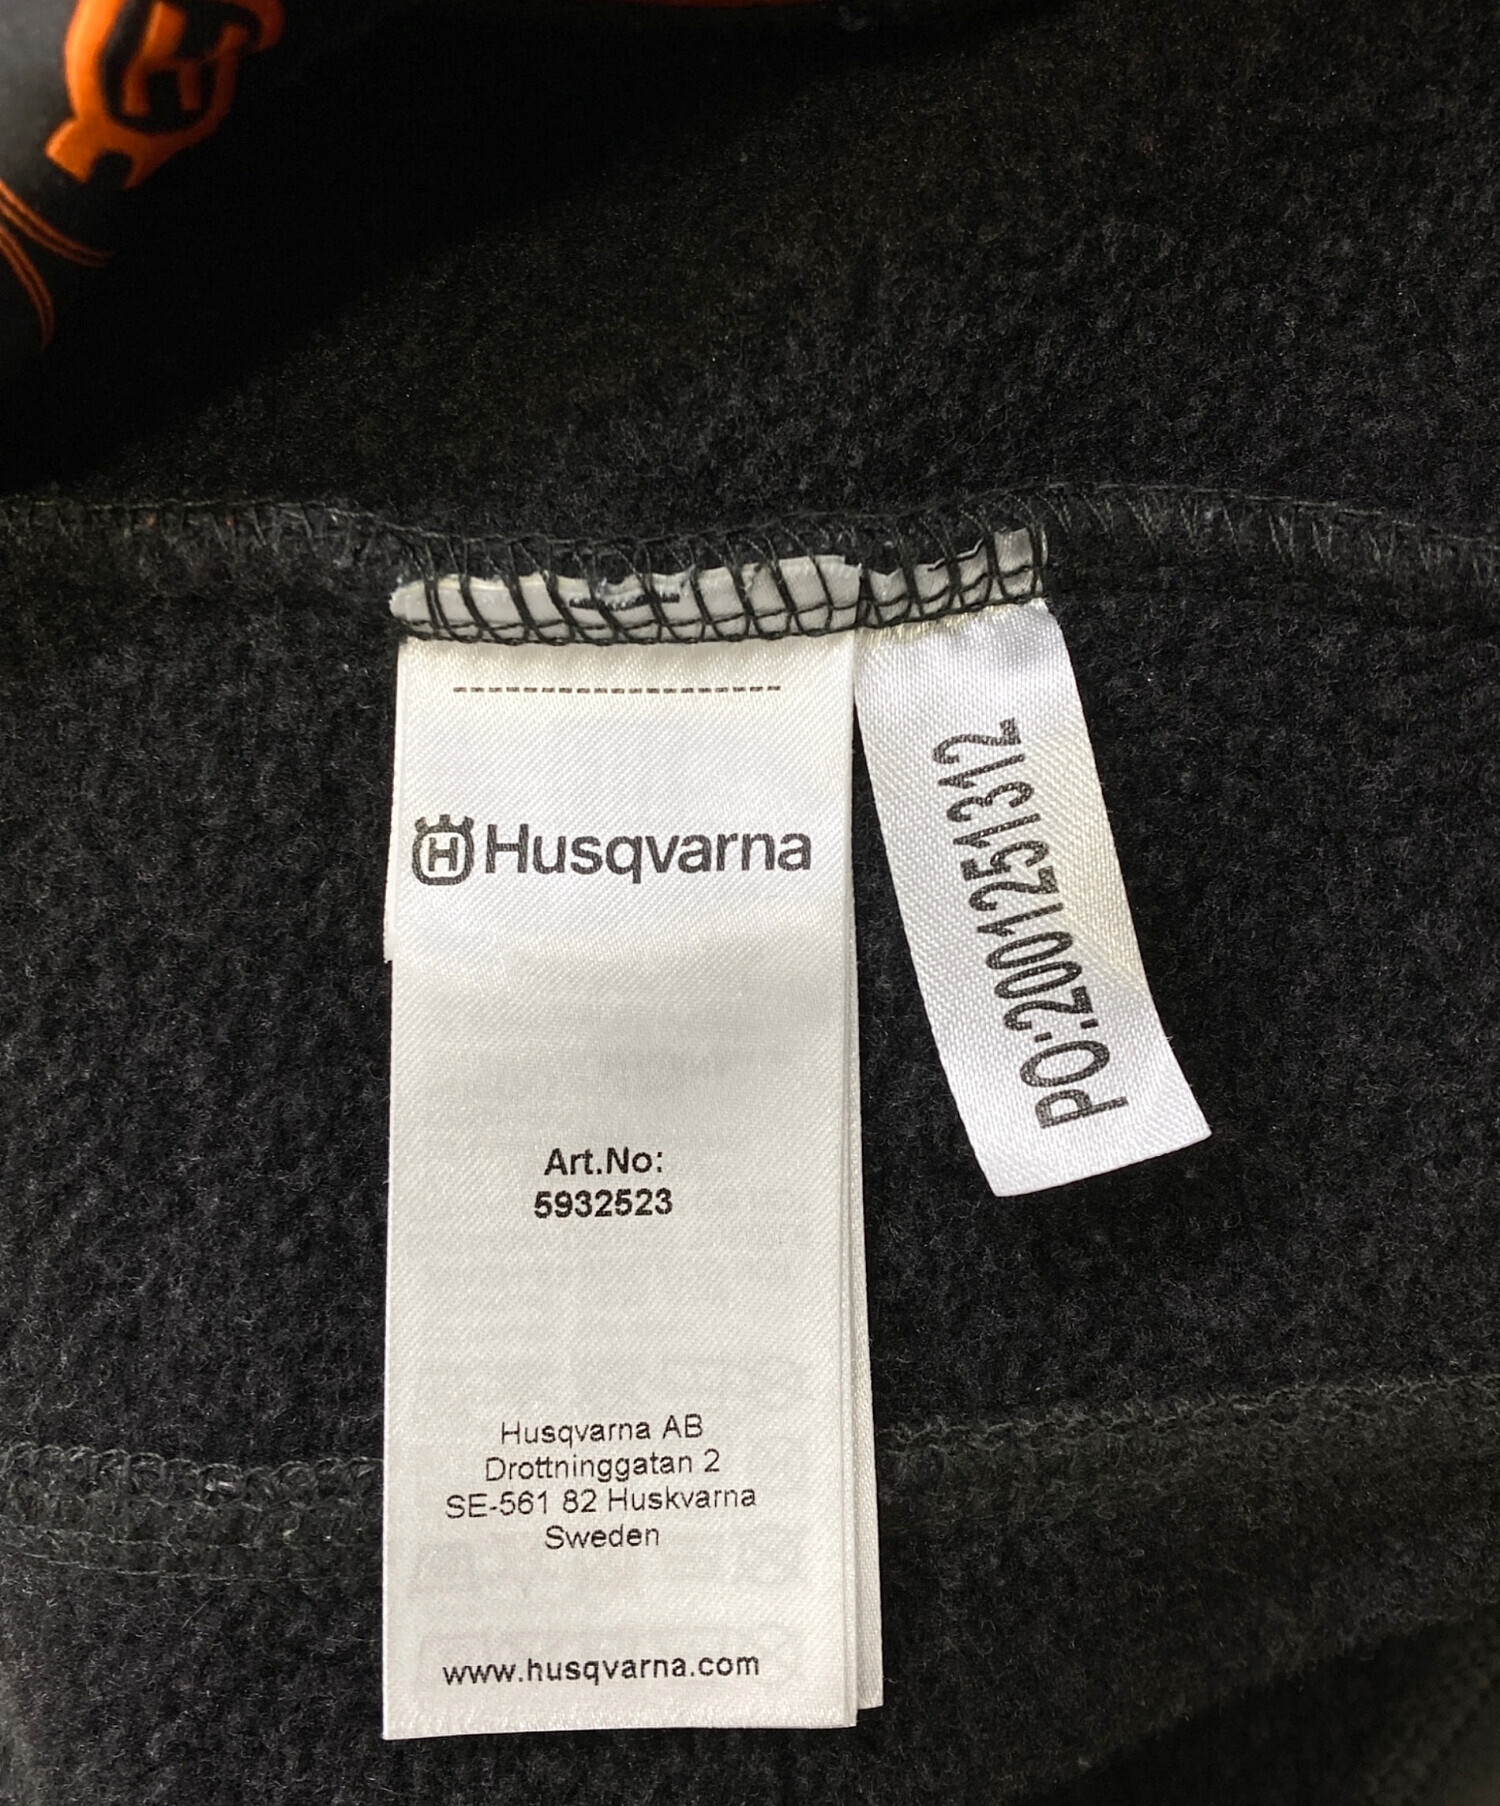 H Husqvarna
Art.No:
5932523
Husqvarna AB
Drottninggatan 2
SE-561 82 Huskvarna
Sweden
www.husqvarna.com
PO:2001251312
H